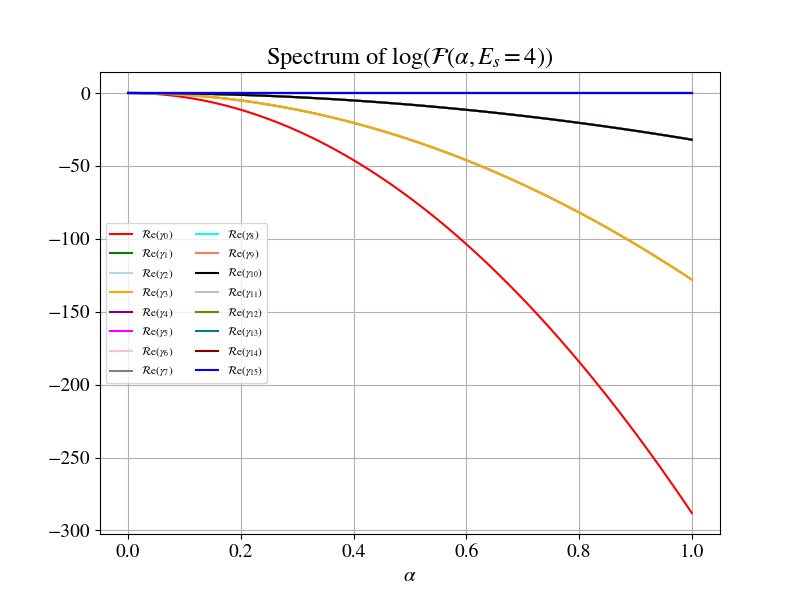 Spectrum of log(𝓕(α, E_s = 4))
0
−50
−100
−150
−200
−250
−300
𝓡e(γ0) 𝓡e(γ8)
𝓡e(γ1) 𝓡e(γ9)
𝓡e(γ2) 𝓡e(γ10)
𝓡e(γ3) 𝓡e(γ11)
𝓡e(γ4) 𝓡e(γ12)
𝓡e(γ5) 𝓡e(γ13)
𝓡e(γ6) 𝓡e(γ14)
𝓡e(γ7) 𝓡e(γ15)
0.0 0.2 0.4 0.6 0.8 1.0
α